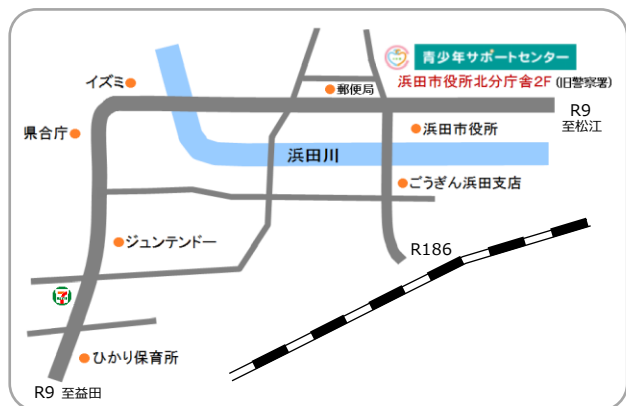 青少年サポートセンター
浜田市役所北分庁舎2F (旧警察署)
イズミ
郵便局
R9
至松江
県合庁
浜田市役所
浜田川
ごうぎん浜田支店
ジュンテンドー
R186
7
ひかり保育所
R9 至益田